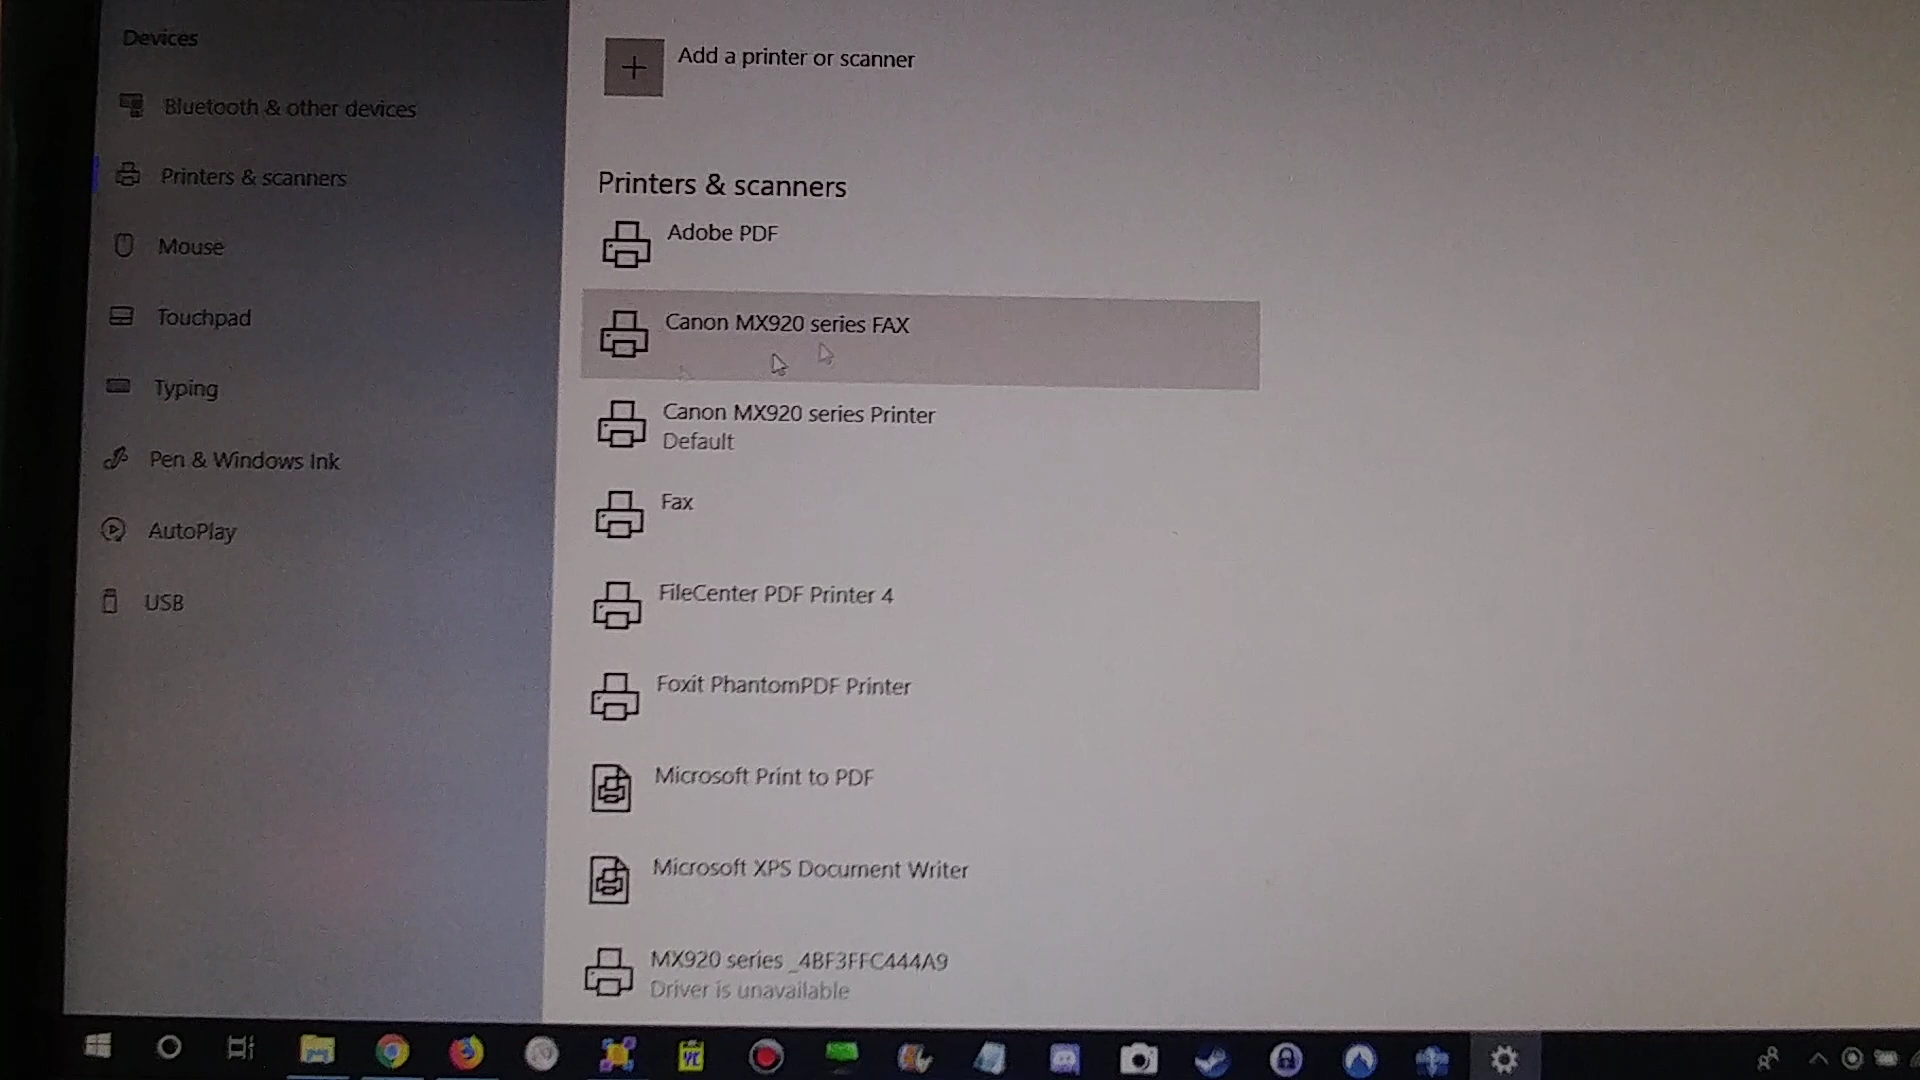 Devices
Bluetooth & other devices
Printers & scanners
Mouse
Touchpad
Typing
Pen & Windows Ink
AutoPlay
USB
Add a printer or scanner
Printers & scanners
Adobe PDF
Canon MX920 series FAX
Canon MX920 series Printer
Default
Fax
FileCenter PDF Printer 4
Foxit PhantomPDF Printer
Microsoft Print to PDF
Microsoft XPS Document Writer
MX920 series _4BF3FFC444A9
Driver is unavailable